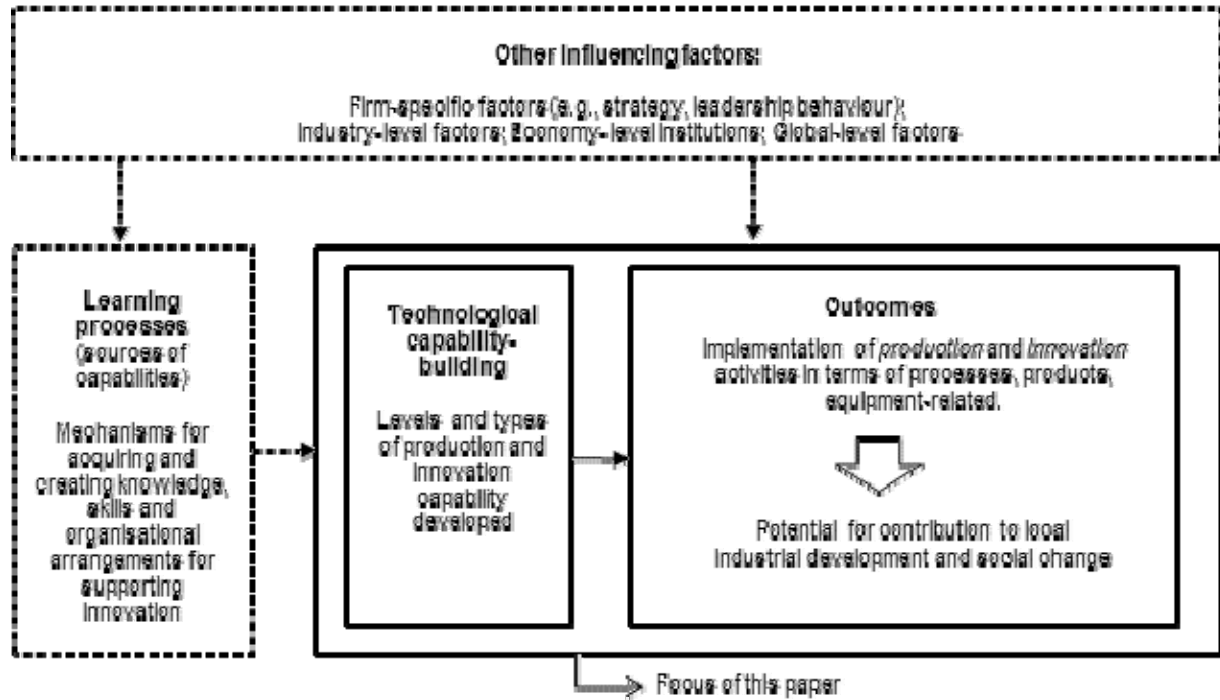 Other influencing factors:
Firm-specific factors (e.g., strategy, leadership behaviour);
Industry-level factors; Economy-level institutions; Global-level factors
Learning
processes
(sources of
capabilities)
Mechanisms for
acquiring and
creating knowledge,
skills and
organisational
arrangements for
supporting
innovation
Technological
capability-
building
Levels and types
of production and
innovation
capability
developed
Outcomes
Implementation of production and innovation
activities in terms of processes, products,
equipment-related.
Potential for contribution to local
industrial development and social change
Focus of this paper